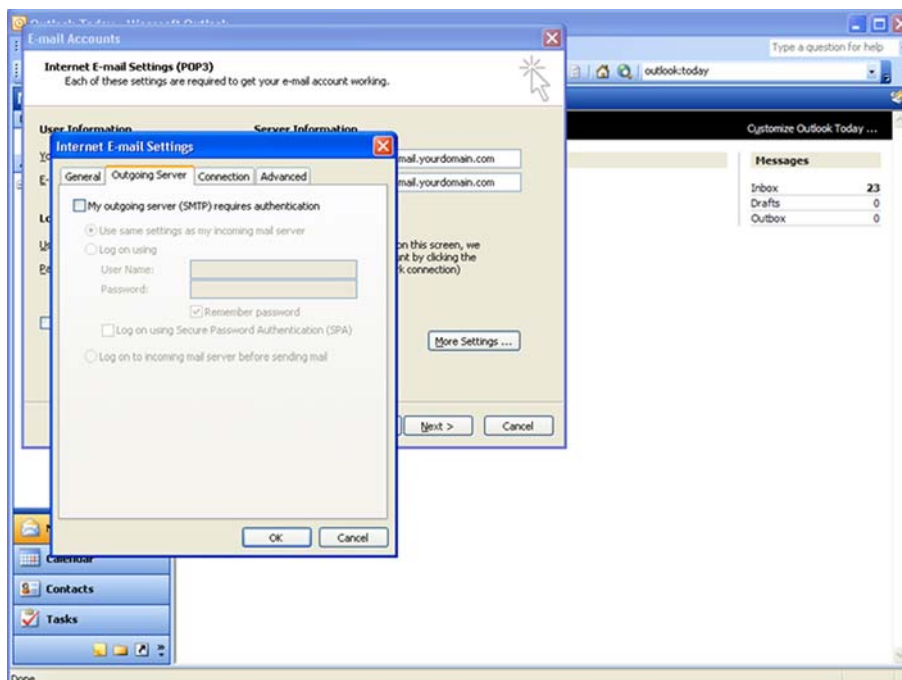 Outlook Today - Microsoft Outlook
E-mail Accounts
Type a question for help
Internet E-mail Settings (POP3)
Each of these settings are required to get your e-mail account working.
outlook:today
User Information Server Information
Customize Outlook Today ...
Internet E-mail Settings
mail.yourdomain.com
Messages
General Outgoing Server Connection Advanced
mail.yourdomain.com
Inbox 23
My outgoing server (SMTP) requires authentication
Drafts 0
Outbox 0
Use same settings as my incoming mail server
Log on using
on this screen, we
unt by clicking the
k connection)
User Name:
Password:
Remember password
Log on using Secure Password Authentication (SPA)
More Settings ...
Log on to incoming mail server before sending mail
Next > Cancel
OK Cancel
Calendar
Contacts
Tasks
Done